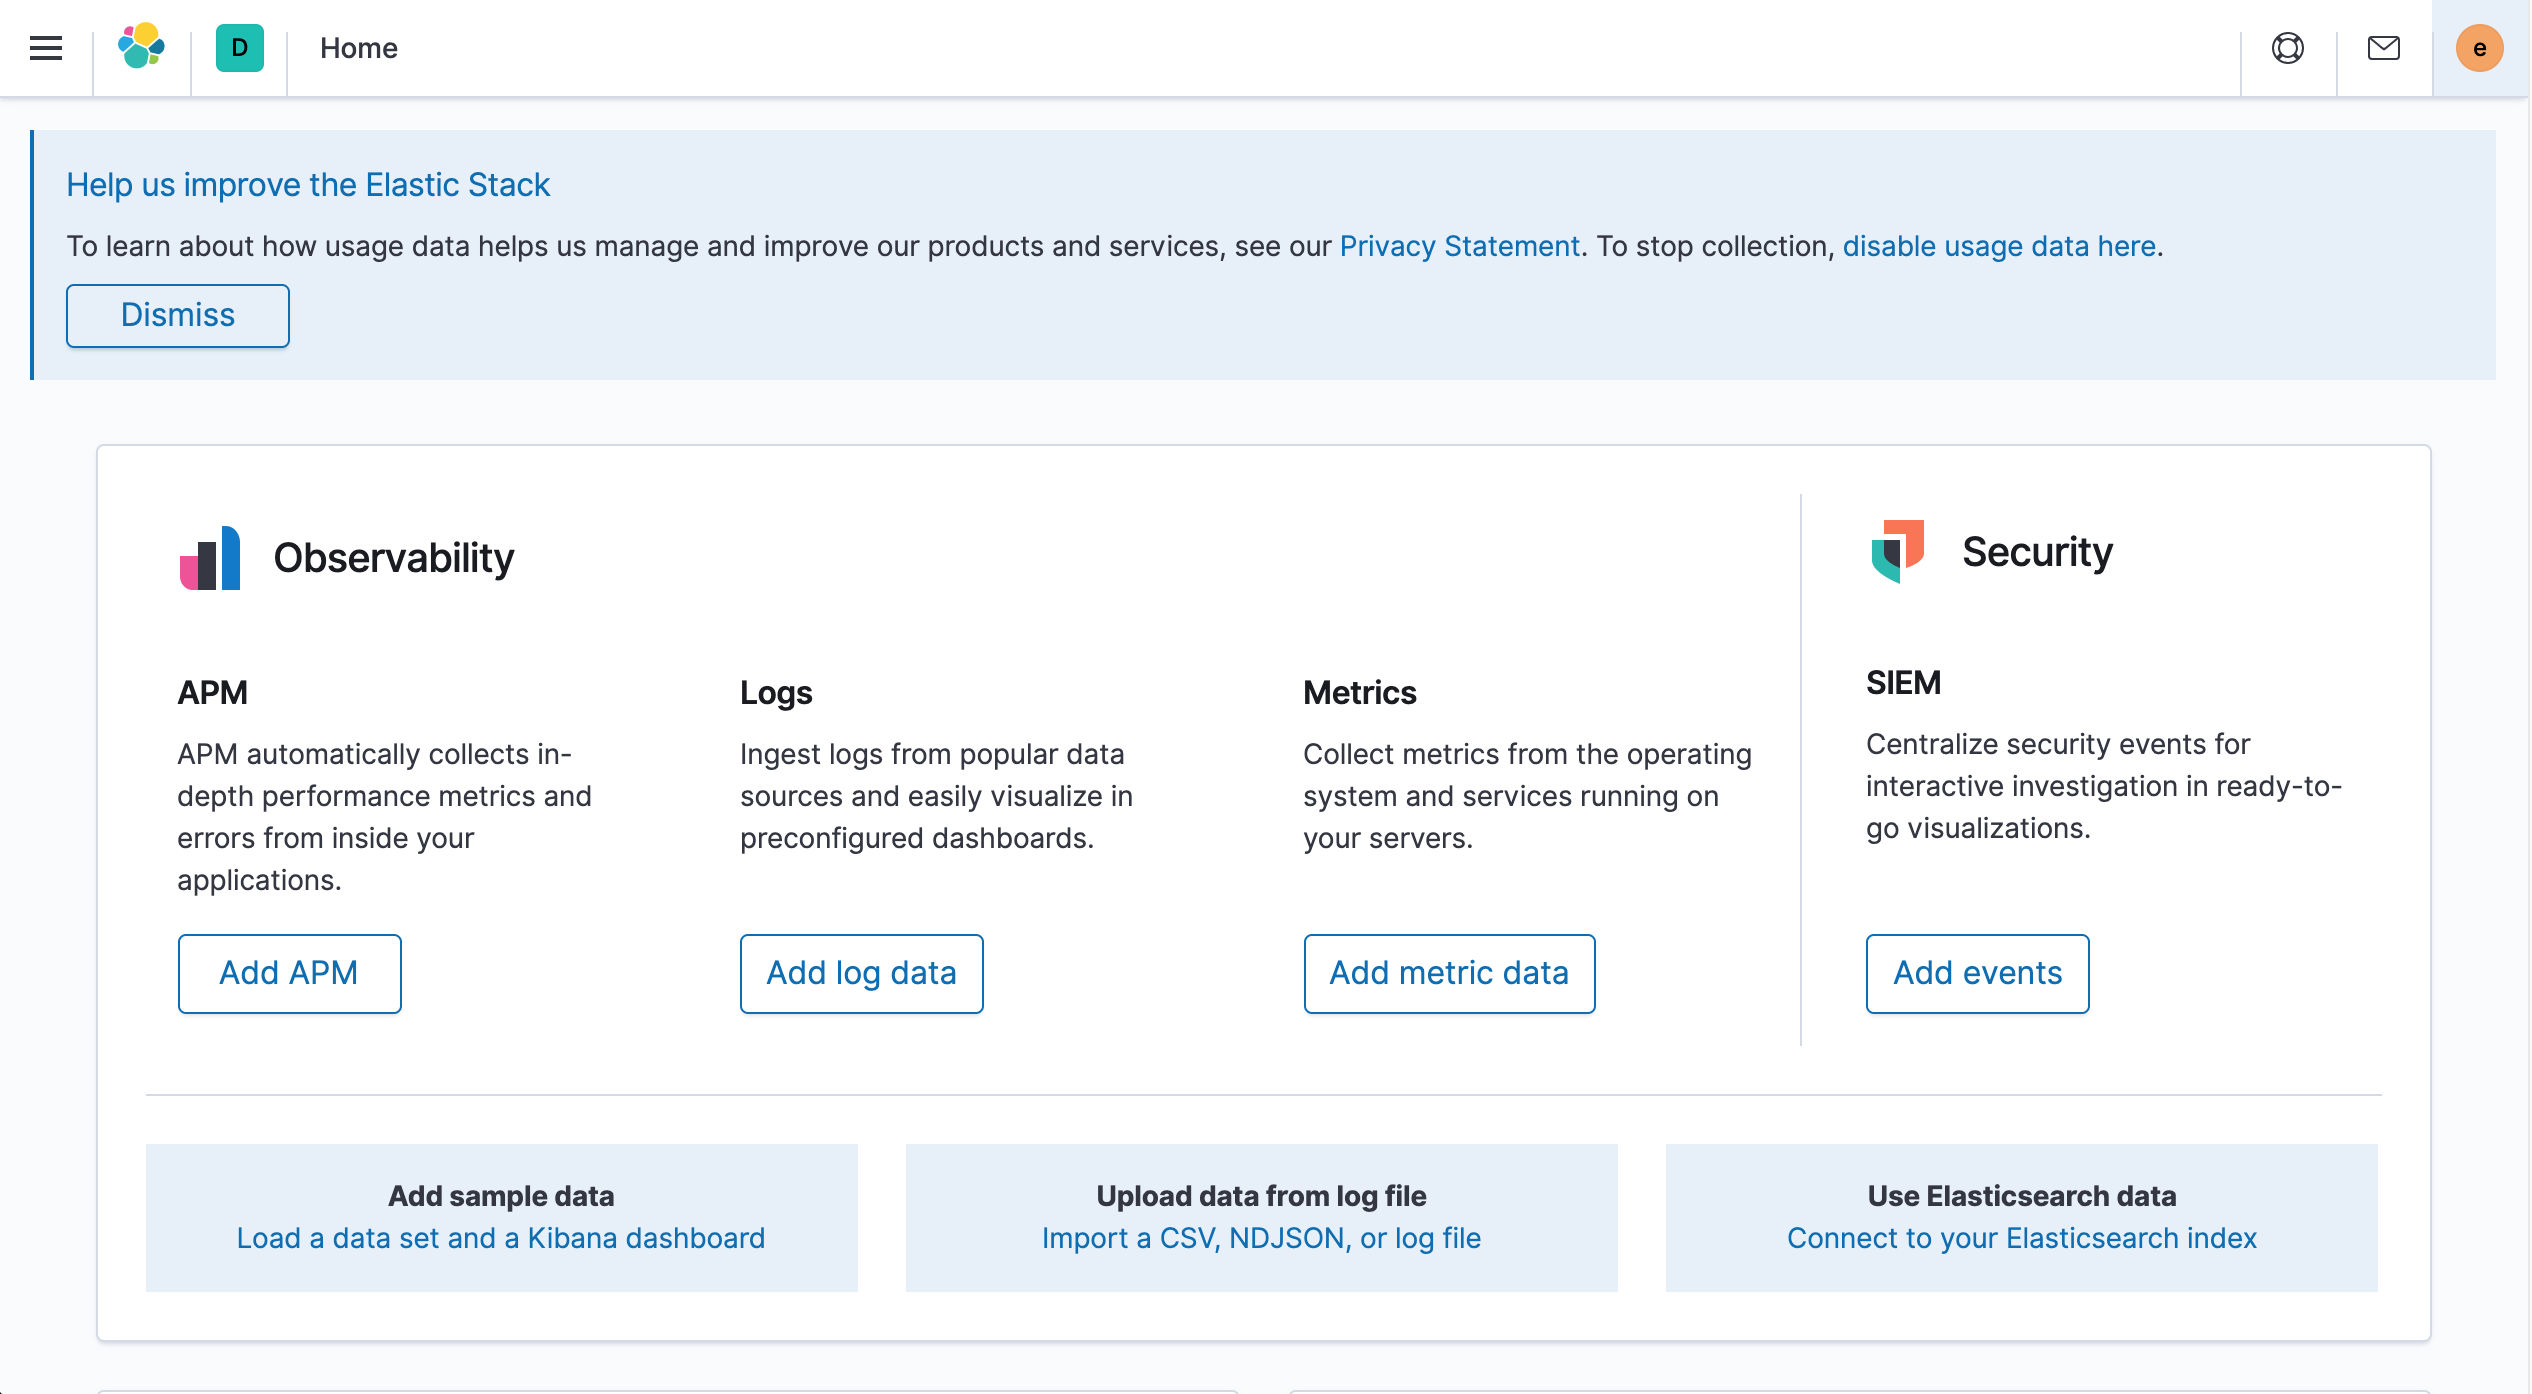 D
Home
e
Help us improve the Elastic Stack
To learn about how usage data helps us manage and improve our products and services, see our Privacy Statement. To stop collection, disable usage data here.
Dismiss
Observability
APM
APM automatically collects in-
depth performance metrics and
errors from inside your
applications.
Add APM
Logs
Ingest logs from popular data
sources and easily visualize in
preconfigured dashboards.
Add log data
Metrics
Collect metrics from the operating
system and services running on
your servers.
Add metric data
Security
SIEM
Centralize security events for
interactive investigation in ready-to-
go visualizations.
Add events
Add sample data
Load a data set and a Kibana dashboard
Upload data from log file
Import a CSV, NDJSON, or log file
Use Elasticsearch data
Connect to your Elasticsearch index